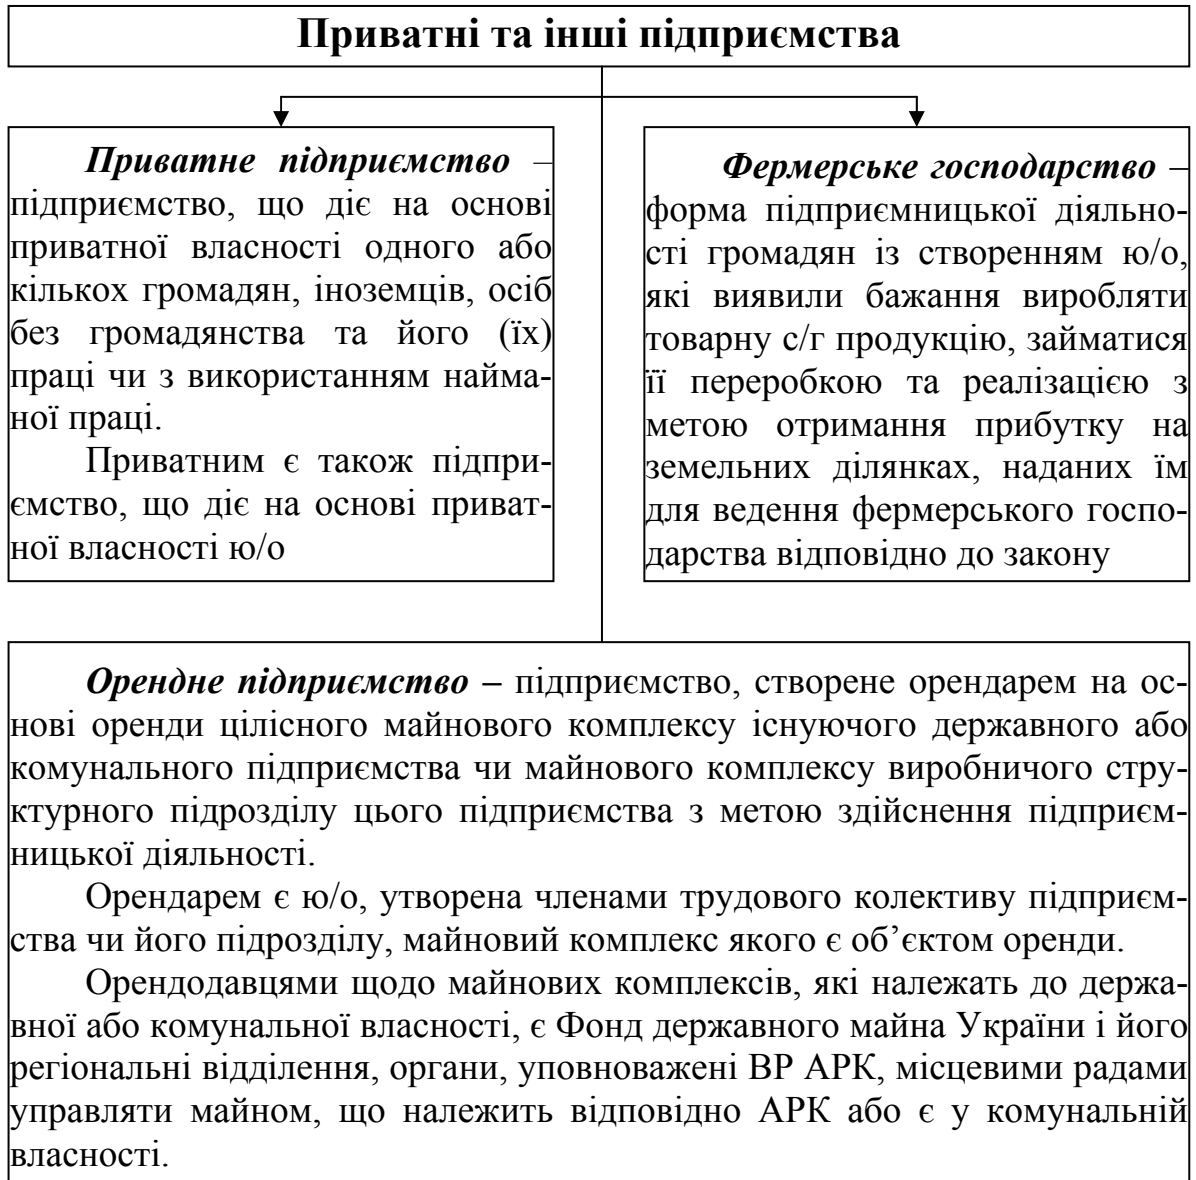 Приватні та інші підприємства
Приватне підприємство –
підприємство, що діє на основі
приватної власності одного або
кількох громадян, іноземців, осіб
без громадянства та його (їх)
праці чи з використанням найма-
ної праці.
Приватним є також підпри-
ємство, що діє на основі приват-
ної власності ю/о
Фермерське господарство –
форма підприємницької діяльно-
сті громадян із створенням ю/о,
які виявили бажання виробляти
товарну с/г продукцію, займатися
її переробкою та реалізацією з
метою отримання прибутку на
земельних ділянках, наданих їм
для ведення фермерського госпо-
дарства відповідно до закону
Орендне підприємство – підприємство, створене орендарем на ос-
нові оренди цілісного майнового комплексу існуючого державного або
комунального підприємства чи майнового комплексу виробничого стру-
ктурного підрозділу цього підприємства з метою здійснення підприєм-
ницької діяльності.
Орендарем є ю/о, утворена членами трудового колективу підприєм-
ства чи його підрозділу, майновий комплекс якого є об’єктом оренди.
Орендодавцями щодо майнових комплексів, які належать до держа-
вної або комунальної власності, є Фонд державного майна України і його
регіональні відділення, органи, уповноважені ВР АРК, місцевими радами
управляти майном, що належить відповідно АРК або є у комунальній
власності.